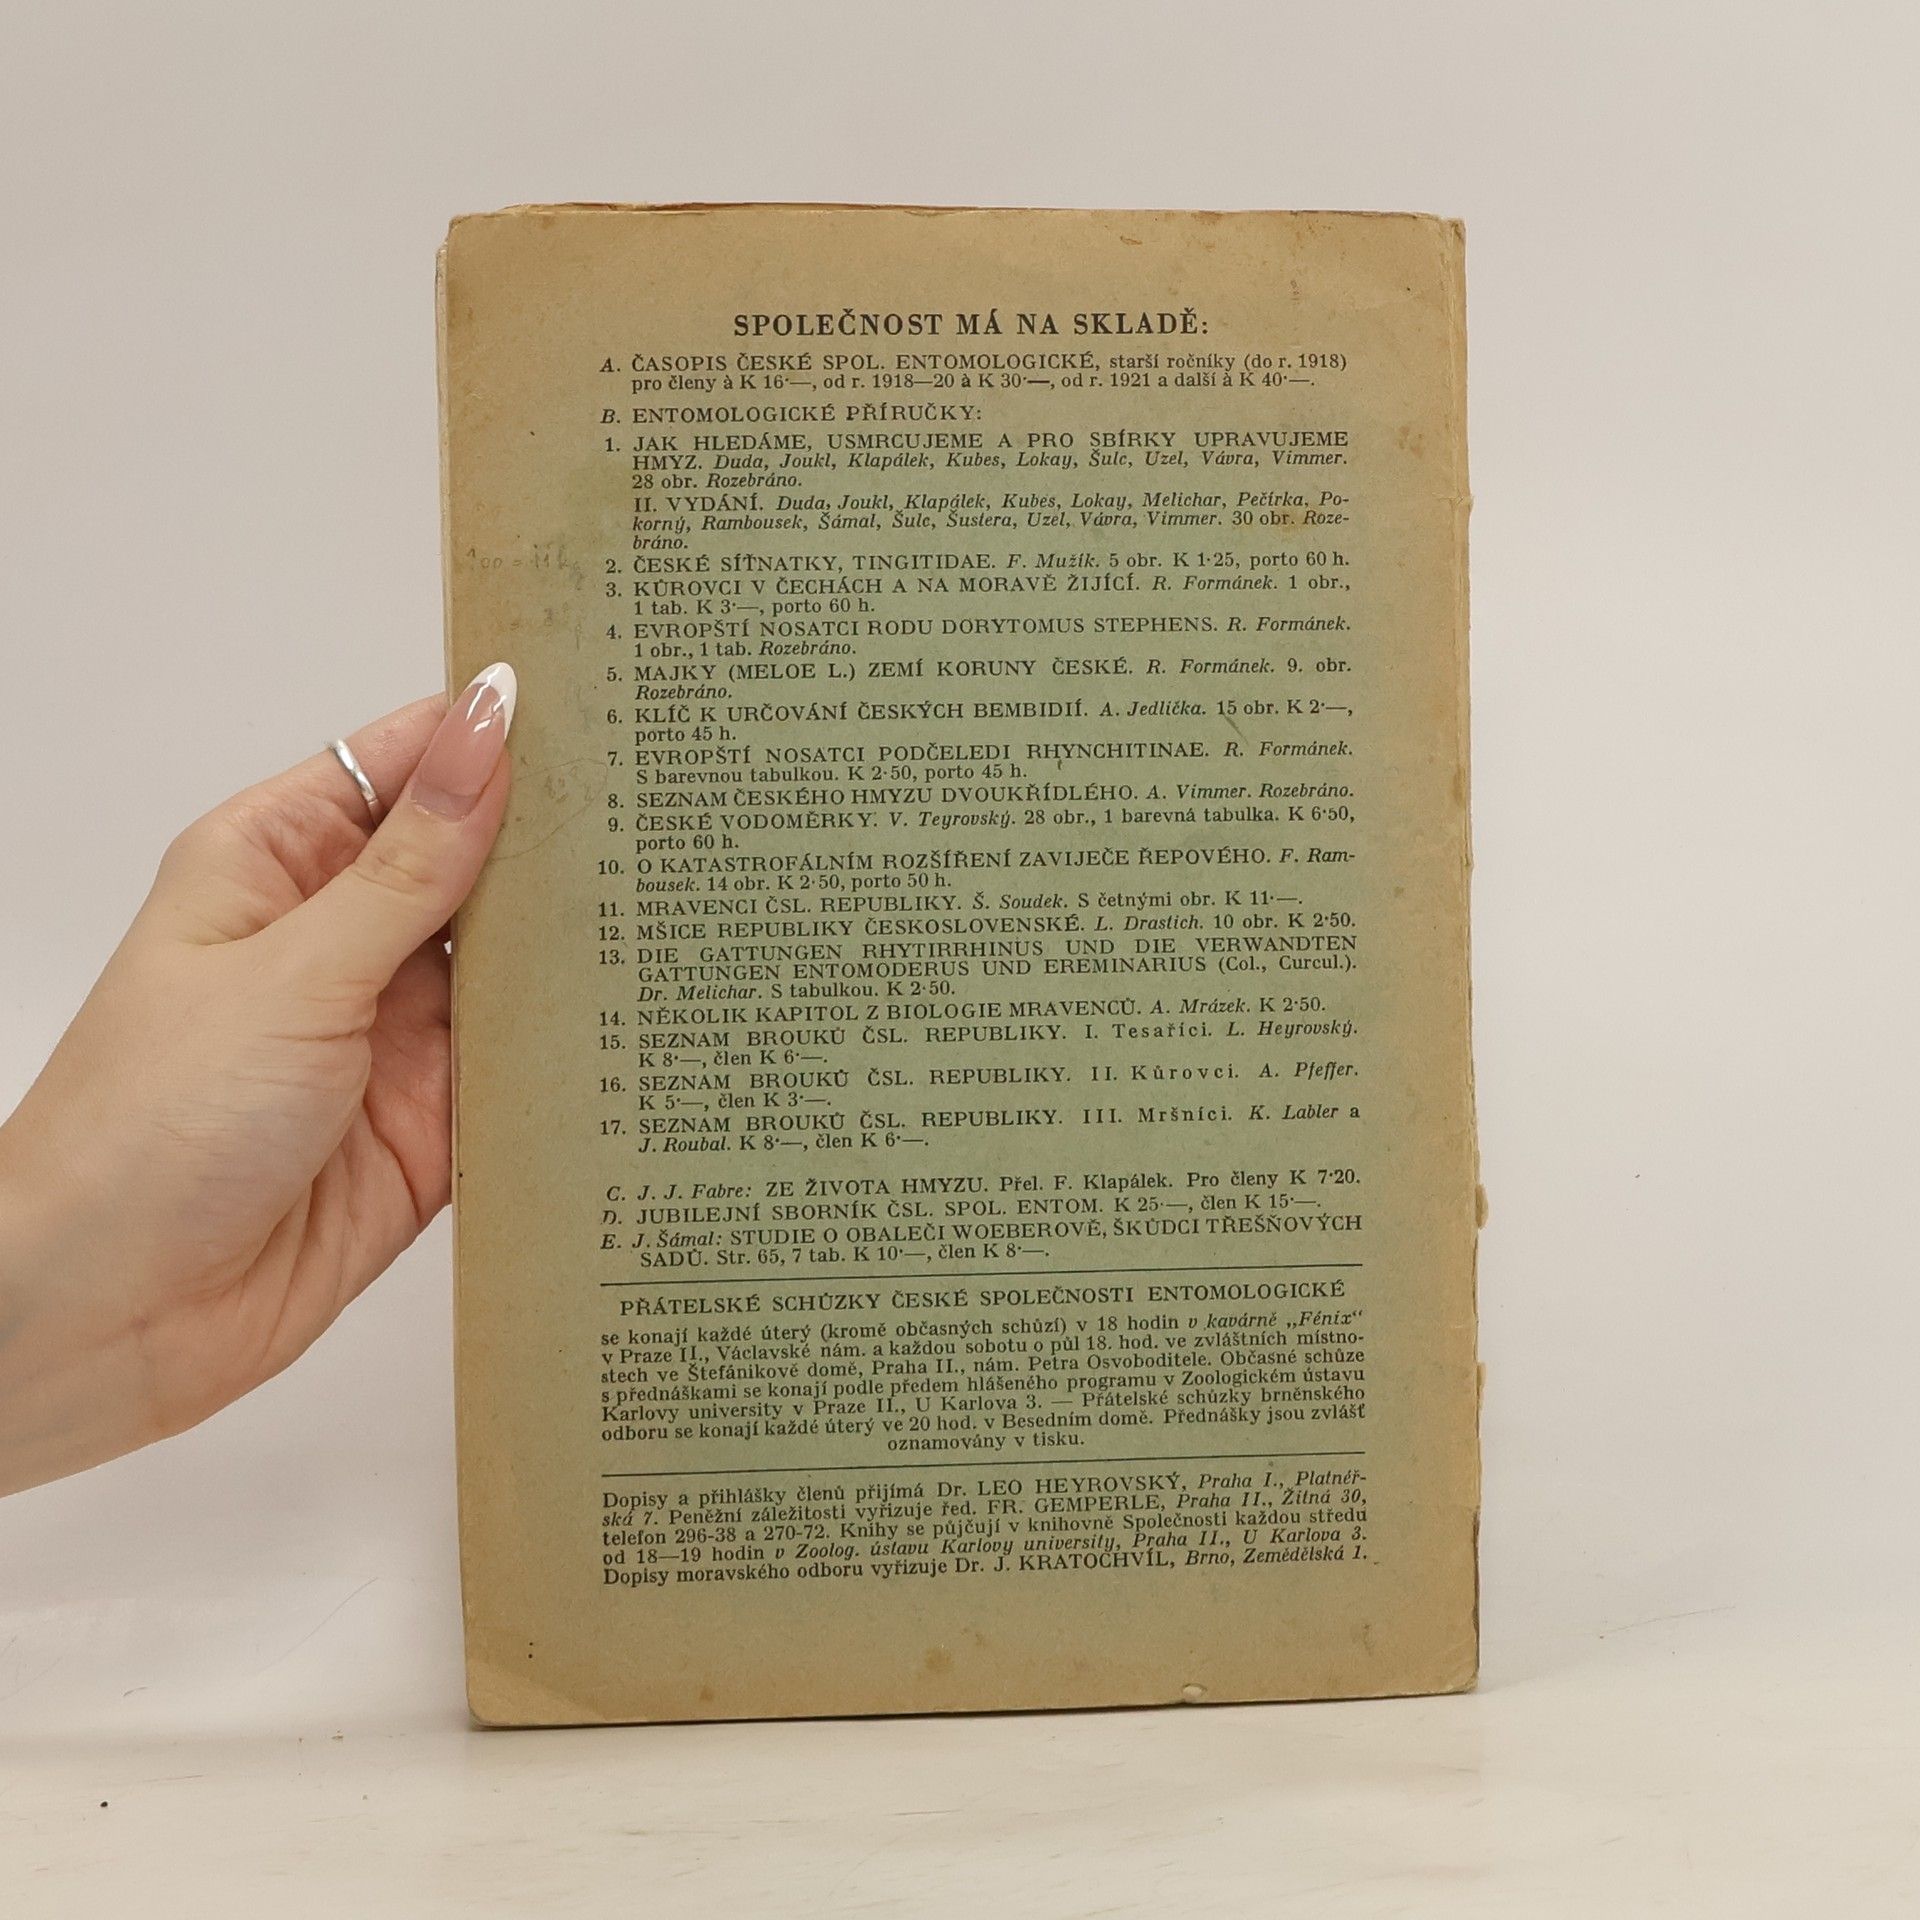 SPOLEČNOST MÁ NA SKLADĚ:
A. ČASOPIS ČESKÉ SPOL. ENTOMOLOGICKÉ, starší ročníky (do r. 1918)
pro členy à K 16·—, od r. 1918—20 à K 30·—, od r. 1921 a další à K 40·—.
B. ENTOMOLOGICKÉ PŘÍRUČKY:
1. JAK HLEDÁME, USMRCUJEME A PRO SBÍRKY UPRAVUJEME
HMYZ. Duda, Joukl, Klapálek, Kubes, Lokay, Šulc, Uzel, Vávra, Vimmer.
28 obr. Rozebráno.
II. VYDÁNÍ. Duda, Joukl, Klapálek, Kubes, Lokay, Melichar, Pečírka, Po-
korný, Rambousek, Šámal, Šulc, Šustera, Uzel, Vávra, Vimmer. 30 obr. Roze-
bráno.
2. ČESKÉ SÍŤNATKY, TINGITIDAE. F. Mužík. 5 obr. K 1·25, porto 60 h.
3. KŮROVCI V ČECHÁCH A NA MORAVĚ ŽIJÍCÍ. R. Formánek. 1 obr.,
1 tab. K 3·—, porto 60 h.
4. EVROPŠTÍ NOSATCI RODU DORYTOMUS STEPHENS. R. Formánek.
1 obr., 1 tab. Rozebráno.
5. MAJKY (MELOE L.) ZEMÍ KORUNY ČESKÉ. R. Formánek. 9. obr.
Rozebráno.
6. KLÍČ K URČOVÁNÍ ČESKÝCH BEMBIDIÍ. A. Jedlička. 15 obr. K 2·—,
porto 45 h.
7. EVROPŠTÍ NOSATCI PODČELEDI RHYNCHITINAE. R. Formánek.
S barevnou tabulkou. K 2·50, porto 45 h.
8. SEZNAM ČESKÉHO HMYZU DVOUKŘÍDLÉHO. A. Vimmer. Rozebráno.
9. ČESKÉ VODOMĚRKY. V. Teyrovský. 28 obr., 1 barevná tabulka. K 6·50,
porto 60 h.
10. O KATASTROFÁLNÍM ROZŠÍŘENÍ ZAVIJEČE ŘEPOVÉHO. F. Ram-
bousek. 14 obr. K 2·50, porto 50 h.
11. MRAVENCI ČSL. REPUBLIKY. Š. Soudek. S četnými obr. K 11·—.
12. MŠICE REPUBLIKY ČESKOSLOVENSKÉ. L. Drastich. 10 obr. K 2·50.
13. DIE GATTUNGEN RHYTIRRHINUS UND DIE VERWANDTEN
GATTUNGEN ENTOMODERUS UND EREMINARIUS (Col., Curcul.).
Dr. Melichar. S tabulkou. K 2·50.
14. NĚKOLIK KAPITOL Z BIOLOGIE MRAVENCŮ. A. Mrázek. K 2·50.
15. SEZNAM BROUKŮ ČSL. REPUBLIKY. I. Tesaříci. L. Heyrovský.
K 8·—, člen K 6·—.
16. SEZNAM BROUKŮ ČSL. REPUBLIKY. II. Kůrovci. A. Pfeffer.
K 5·—, člen K 3·—.
17. SEZNAM BROUKŮ ČSL. REPUBLIKY. III. Mršníci. K. Labler a
J. Roubal. K 8·—, člen K 6·—.
C. J. J. Fabre: ZE ŽIVOTA HMYZU. Přel. F. Klapálek. Pro členy K 7·20.
D. JUBILEJNÍ SBORNÍK ČSL. SPOL. ENTOM. K 25·—, člen K 15·—.
E. J. Šámal: STUDIE O OBALEČI WOEBEROVĚ, ŠKŮDCI TŘEŠŇOVÝCH
SADŮ. Str. 65, 7 tab. K 10·—, člen K 8·—.
PŘÁTELSKÉ SCHŮZKY ČESKÉ SPOLEČNOSTI ENTOMOLOGICKÉ
se konají každé úterý (kromě občasných schůzí) v 18 hodin v kavárně „Fénix“
v Praze II., Václavské nám. a každou sobotu o půl 18. hod. ve zvláštních místno-
stech ve Štefánikově domě, Praha II., nám. Petra Osvoboditele. Občasné schůze
s přednáškami se konají podle předem hlášeného programu v Zoologickém ústavu
Karlovy university v Praze II., U Karlova 3. — Přátelské schůzky brněnského
odboru se konají každé úterý ve 20 hod. v Besedním domě. Přednášky jsou zvlášť
oznamovány v tisku.
Dopisy a přihlášky členů přijímá Dr. LEO HEYROVSKÝ, Praha I., Platnéř-
ská 7. Peněžní záležitosti vyřizuje řed. FR. GEMPERLE, Praha II., Žitná 30,
telefon 296-38 a 270-72. Knihy se půjčují v knihovně Společnosti každou středu
od 18—19 hodin v Zoolog. ústavu Karlovy university, Praha II., U Karlova 3.
Dopisy moravského odboru vyřizuje Dr. J. KRATOCHVÍL, Brno, Zemědělská 1.